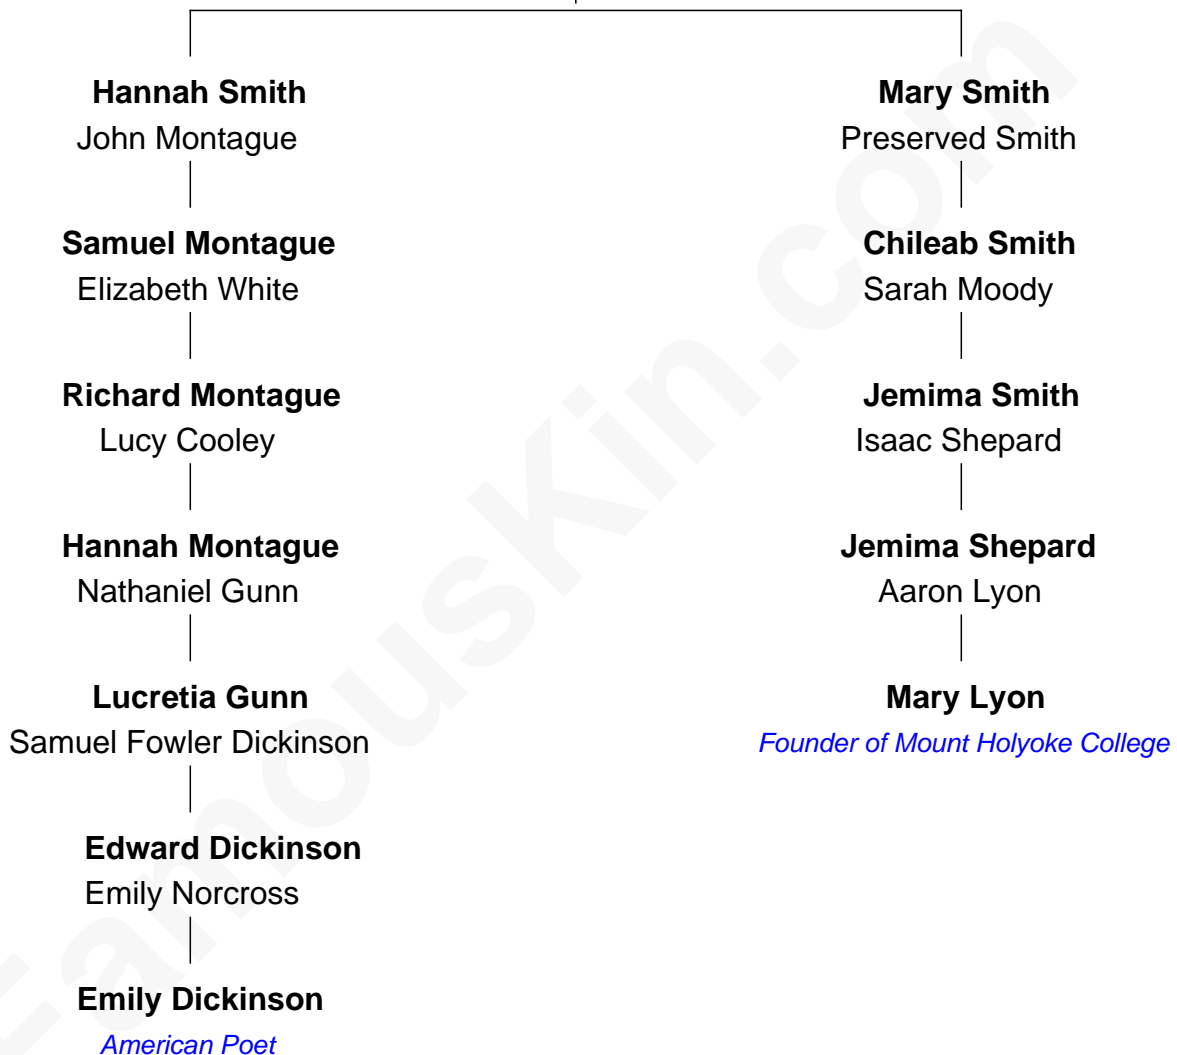 Hannah Smith
John Montague
Samuel Montague
Elizabeth White
Richard Montague
Lucy Cooley
Hannah Montague
Nathaniel Gunn
Lucretia Gunn
Samuel Fowler Dickinson
Edward Dickinson
Emily Norcross
Emily Dickinson
American Poet
Mary Smith
Preserved Smith
Chileab Smith
Sarah Moody
Jemima Smith
Isaac Shepard
Jemima Shepard
Aaron Lyon
Mary Lyon
Founder of Mount Holyoke College
FamousKin.com